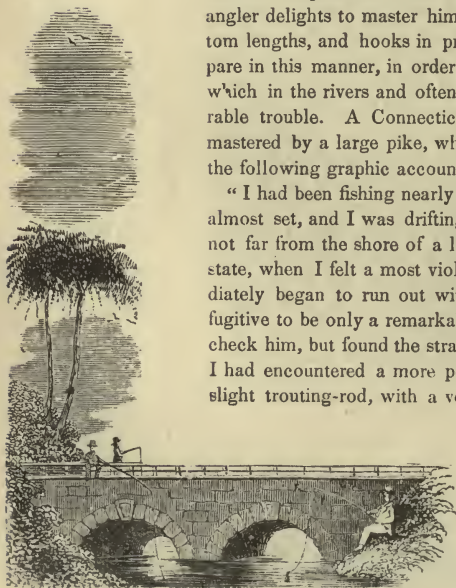 angler delights to master him
tom lengths, and hooks in pr
pare in this manner, in order
which in the rivers and often
rable trouble. A Connectic
mastered by a large pike, wh
the following graphic accoun
“ I had been fishing nearly
almost set, and I was driftin
not far from the shore of a l
state, when I felt a most viol
diately began to run out wi
fugitive to be only a remarka
check him, but found the stra
I had encountered a more p
slight trouting-rod, with a v